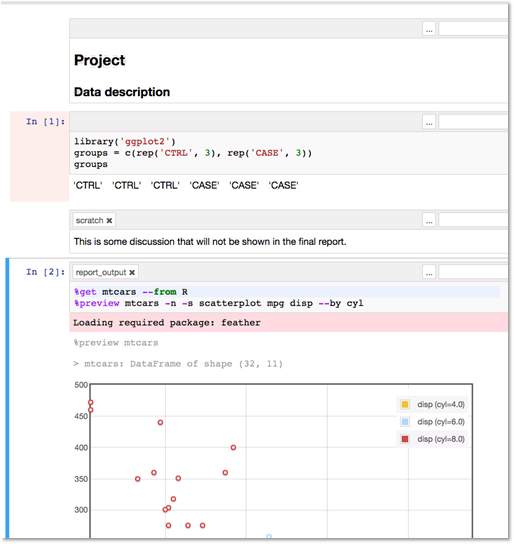 ...
Project
Data description
In [1]:
...
library('ggplot2')
groups = c(rep('CTRL', 3), rep('CASE', 3))
groups
'CTRL' 'CTRL' 'CTRL' 'CASE' 'CASE' 'CASE'
scratch ✖
...
This is some discussion that will not be shown in the final report.
In [2]:
report_output ✖
...
%get mtcars --from R
%preview mtcars -n -s scatterplot mpg disp --by cyl
Loading required package: feather
%preview mtcars
> mtcars: DataFrame of shape (32, 11)
500
disp (cyl=4.0)
450
disp (cyl=6.0)
disp (cyl=8.0)
400
350
300